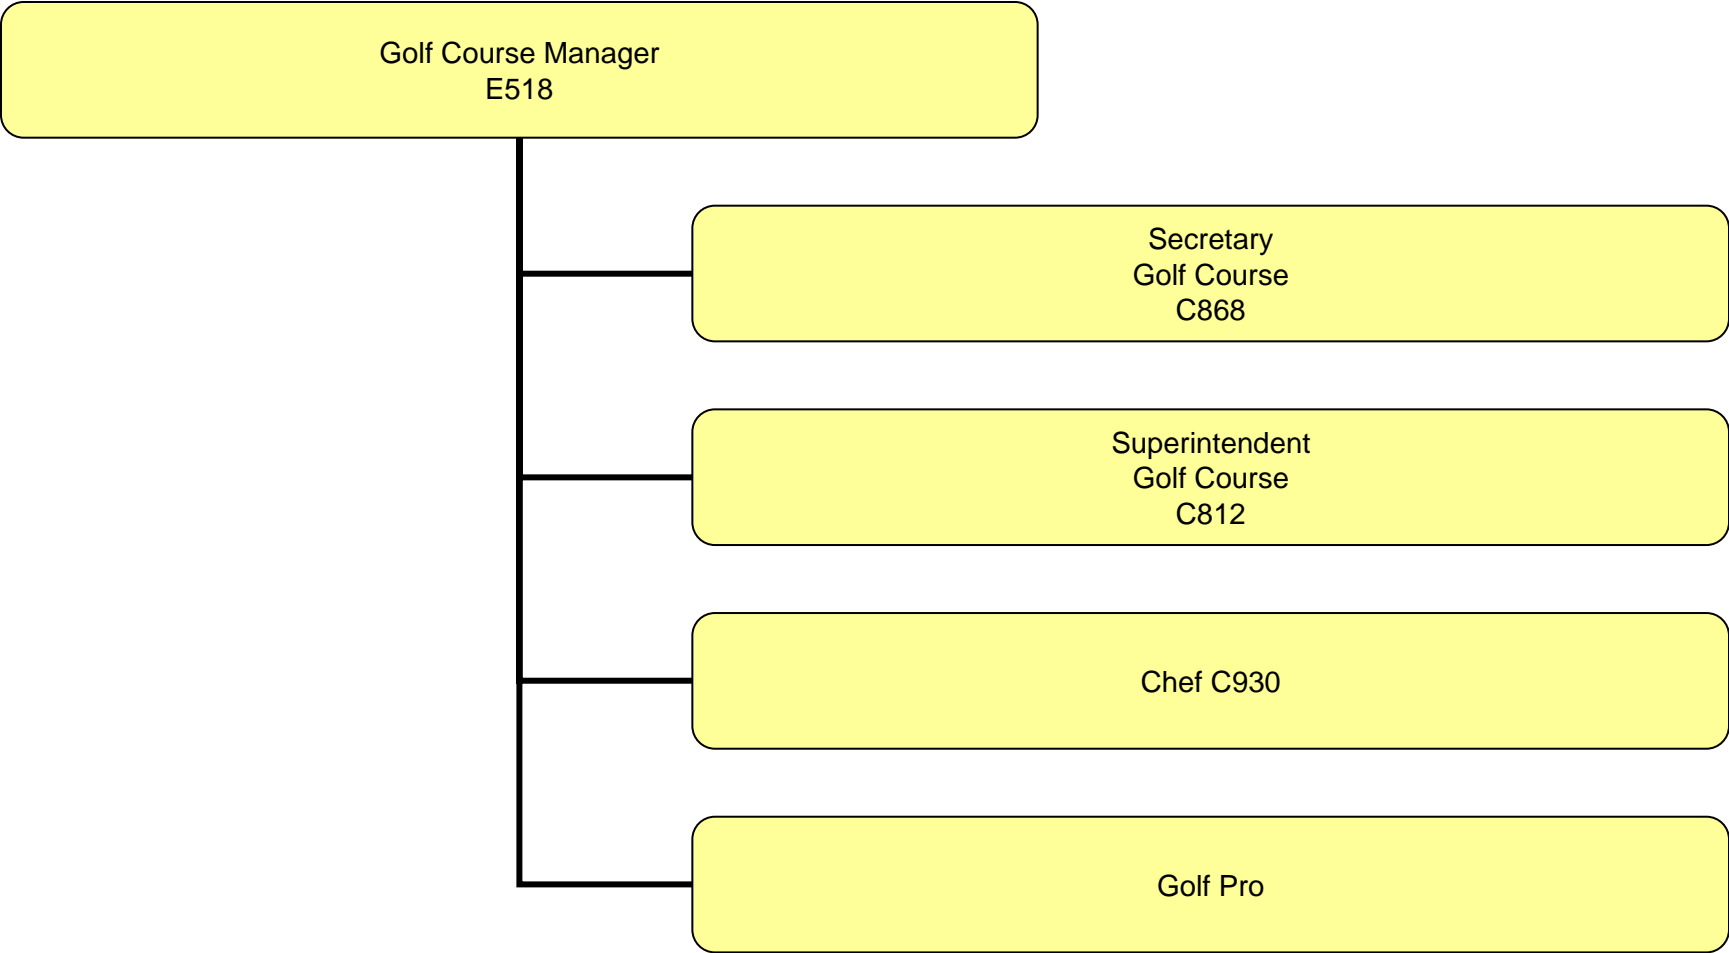 Golf Course Manager
E518
Secretary
Golf Course
C868
Superintendent
Golf Course
C812
Chef C930
Golf Pro